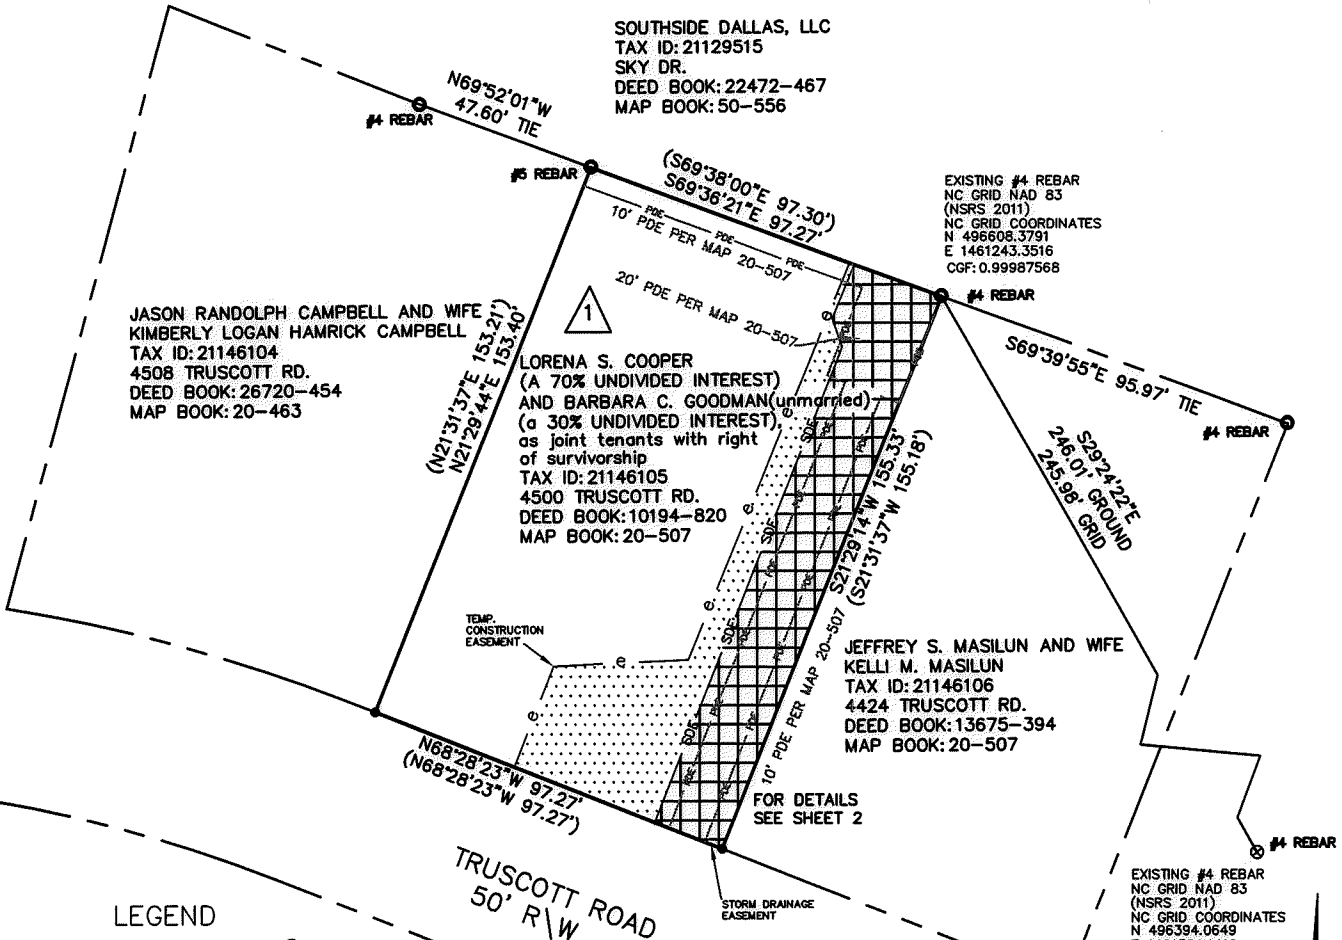 SOUTHSIDE DALLAS, LLC
TAX ID: 21129515
SKY DR.
DEED BOOK: 22472-467
MAP BOOK: 50-556
N69°52'01"W
47.60' TIE
#4 REBAR
#5 REBAR
(S69°38'00"E 97.30')
S69°36'21"E 97.27'
EXISTING #4 REBAR
NC GRID NAD 83
(NSRS 2011)
NC GRID COORDINATES
N 496608.3791
E 1461243.3516
CGF: 0.99987568
#4 REBAR
PDE
PDE
PDE
10' PDE PER MAP 20-507
20' PDE PER MAP 20-507
1
JASON RANDOLPH CAMPBELL AND WIFE
KIMBERLY LOGAN HAMRICK CAMPBELL
TAX ID: 21146104
4508 TRUSCOTT RD.
DEED BOOK: 26720-454
MAP BOOK: 20-463
(N21°31'37"E 153.21')
N21°29'44"E 153.40'
LORENA S. COOPER
(A 70% UNDIVIDED INTEREST)
AND BARBARA C. GOODMAN(unmarried)
(a 30% UNDIVIDED INTEREST),
as joint tenants with right
of survivorship
TAX ID: 21146105
4500 TRUSCOTT RD.
DEED BOOK: 10194-820
MAP BOOK: 20-507
S69°39'55"E 95.97' TIE
#4 REBAR
S29°24'22"E
246.01' GROUND
245.98' GRID
e
e
e
e
e
e
SDE
SDE
SDE
SDE
S21°29'14"W 155.33'
(S21°31'37"W 155.18')
10' PDE PER MAP 20-507
TEMP.
CONSTRUCTION
EASEMENT
JEFFREY S. MASILUN AND WIFE
KELLI M. MASILUN
TAX ID: 21146106
4424 TRUSCOTT RD.
DEED BOOK: 13675-394
MAP BOOK: 20-507
N68°28'23"W 97.27'
(N68°28'23"W 97.27')
FOR DETAILS
SEE SHEET 2
#4 REBAR
TRUSCOTT ROAD
50' R\W
STORM DRAINAGE
EASEMENT
EXISTING #4 REBAR
NC GRID NAD 83
(NSRS 2011)
NC GRID COORDINATES
N 496394.0649
LEGEND